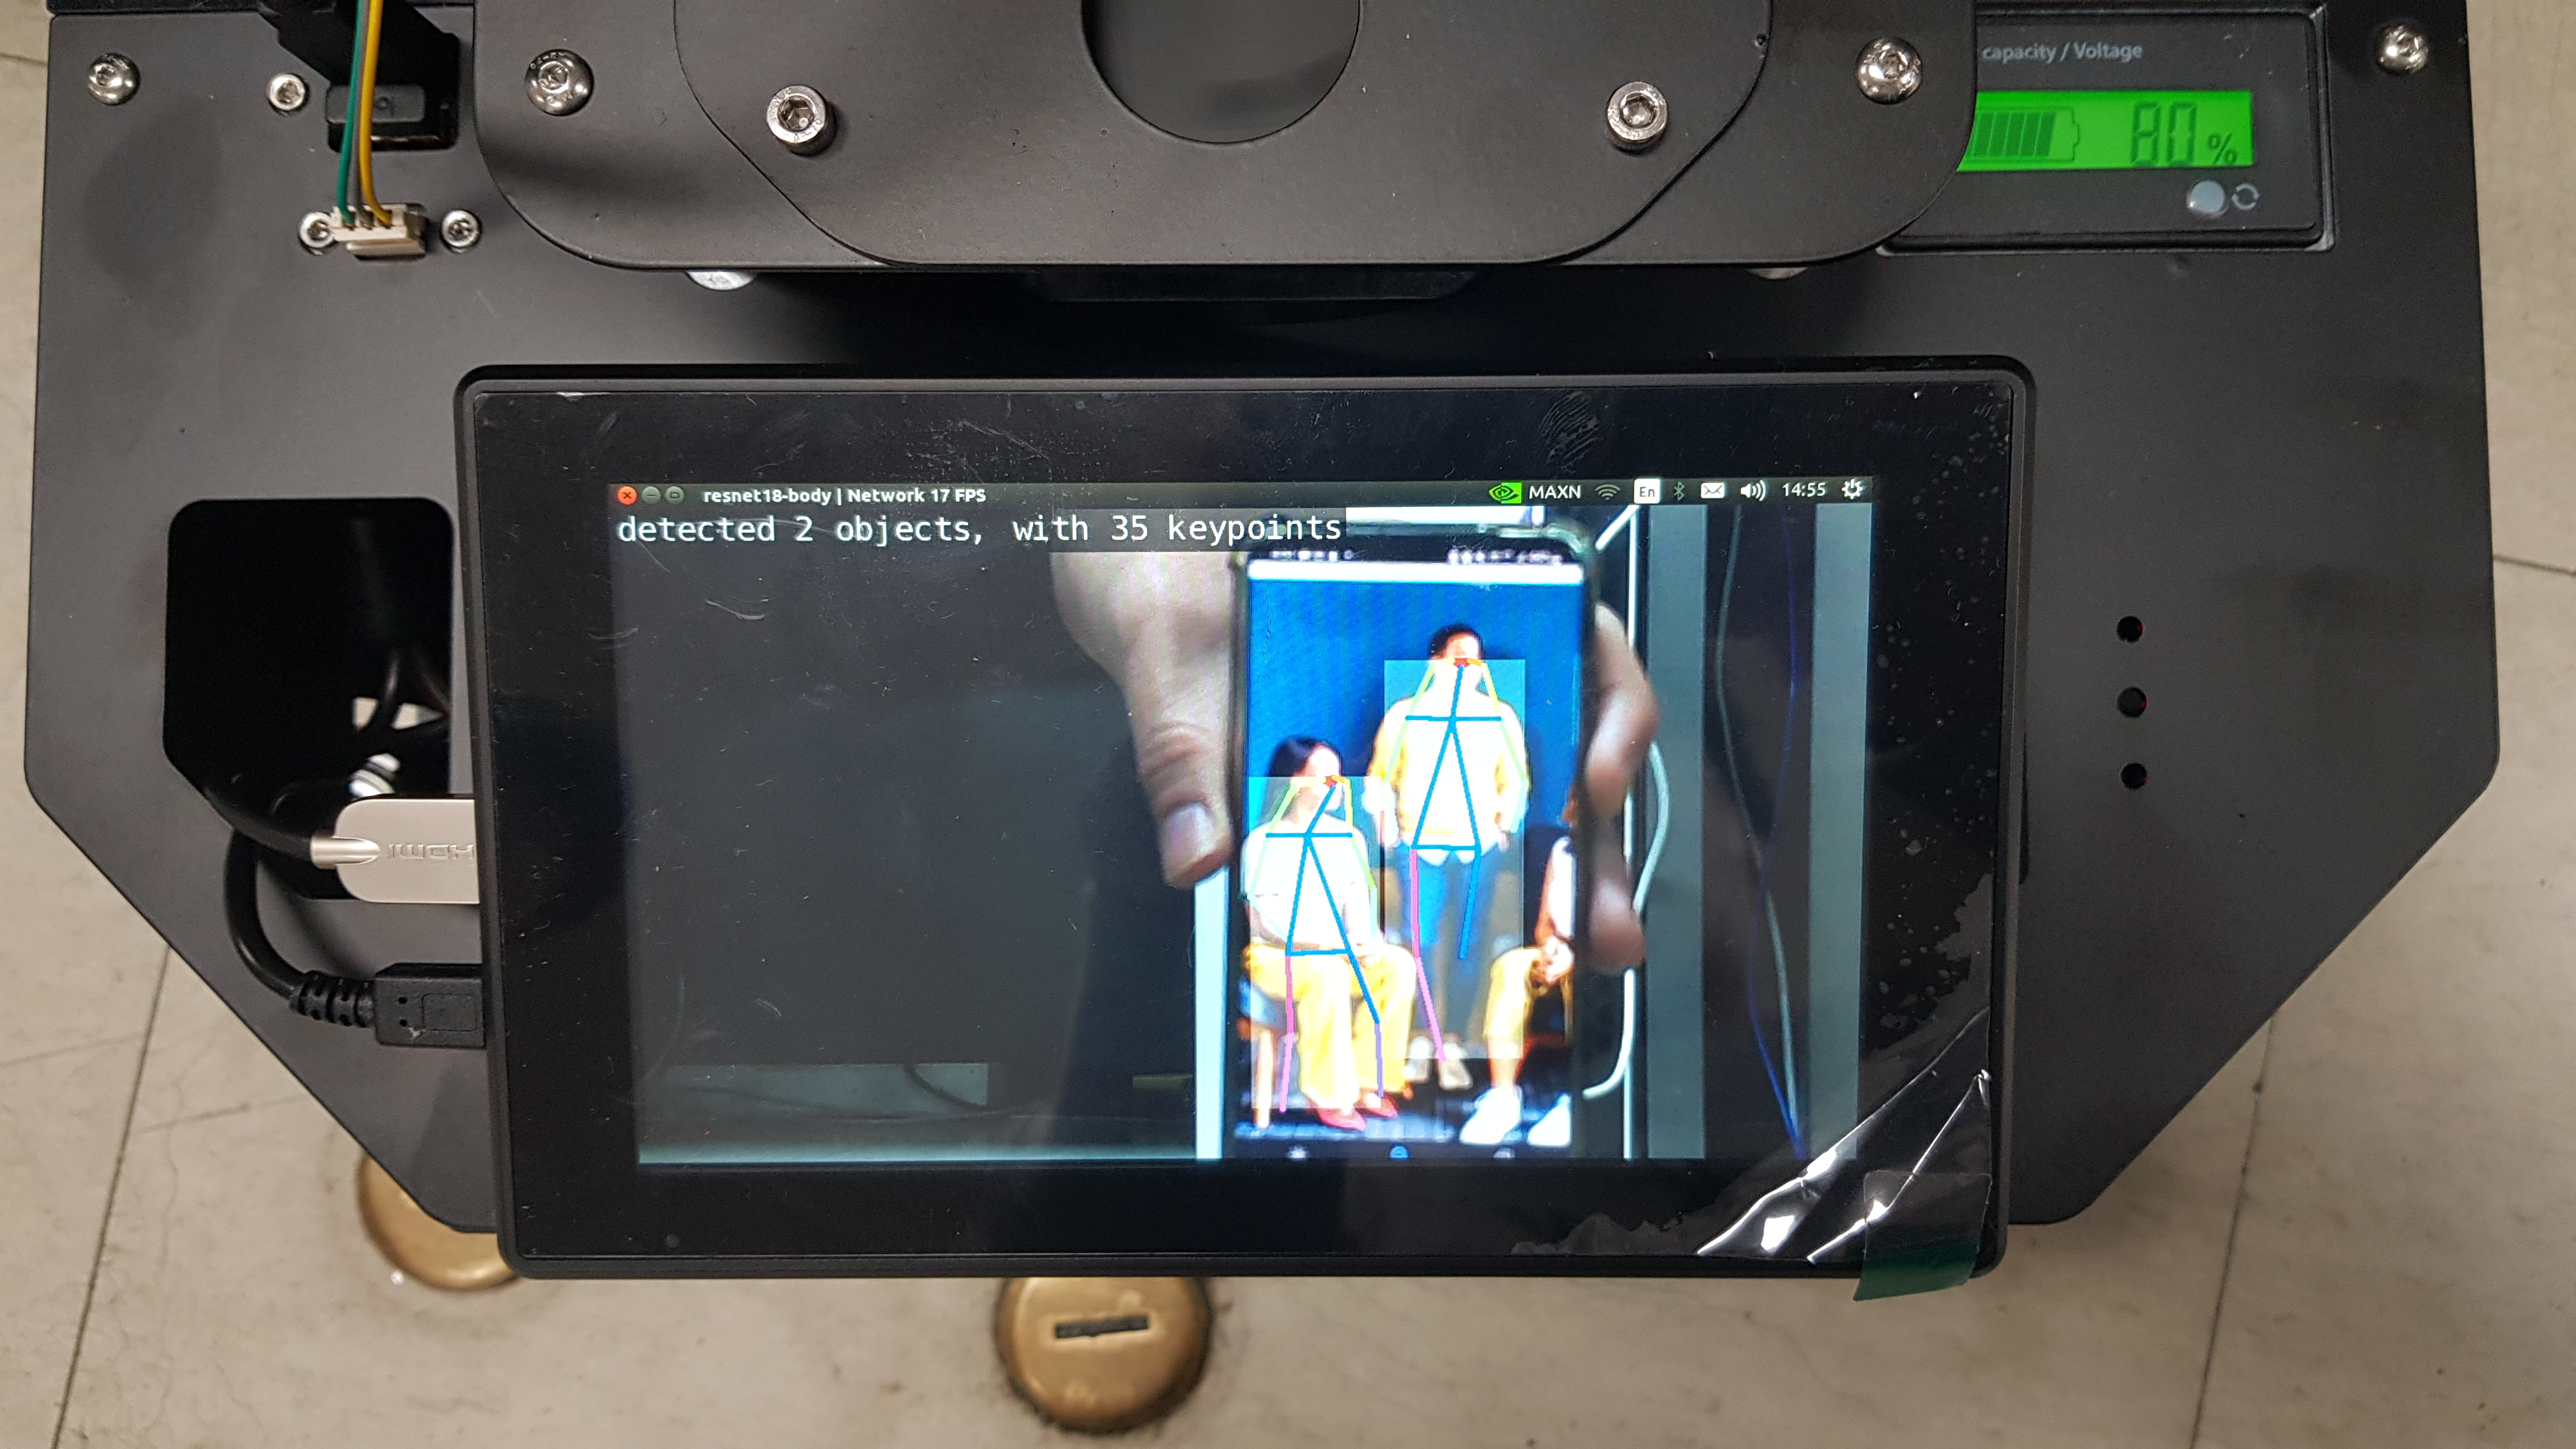 capacity / Voltage
80 %
resnet18-body | Network 17 FPS
MAXN
En
14:55
detected 2 objects, with 35 keypoints
HDMI